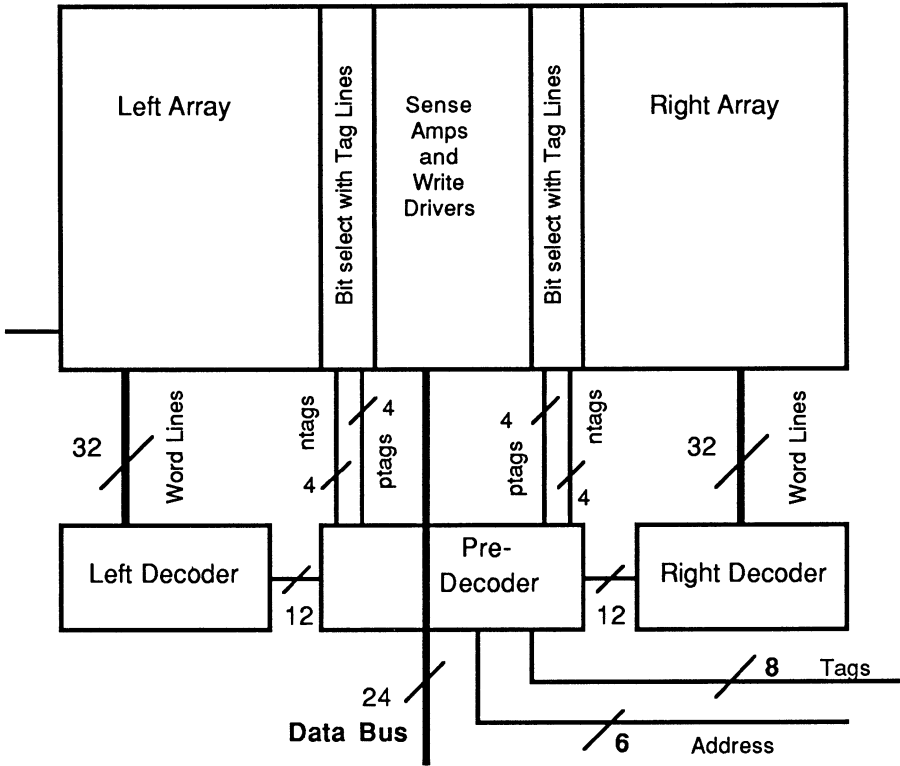 Left Array
Bit select with Tag Lines
Sense
Amps
and
Write
Drivers
Bit select with Tag Lines
Right Array
32
Word Lines
ntags
4
4
ptags
4
ptags
ntags
4
32
Word Lines
Left Decoder
12
Pre-
Decoder
12
Right Decoder
24
Data Bus
8
Tags
6
Address